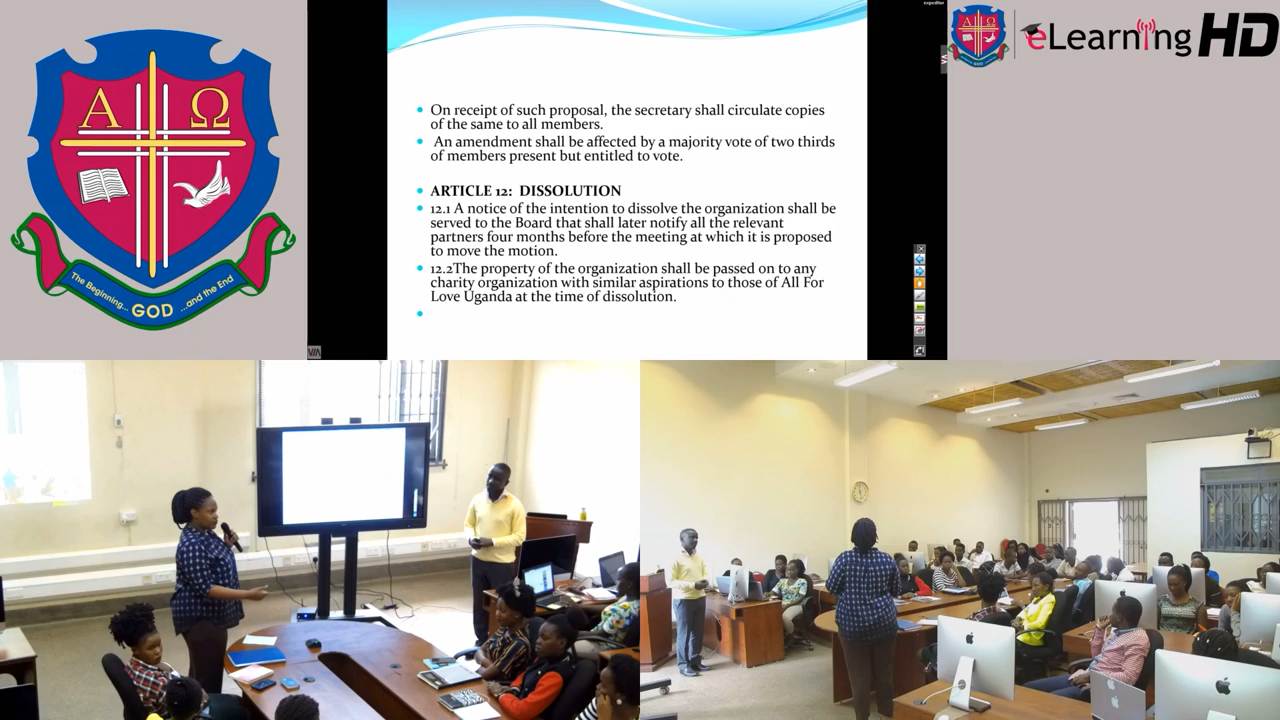 Α Ω
The Beginning... GOD ...and the End
expeditor
eLearning HD
• On receipt of such proposal, the secretary shall circulate copies
of the same to all members.
• An amendment shall be affected by a majority vote of two thirds
of members present but entitled to vote.
• ARTICLE 12: DISSOLUTION
• 12.1 A notice of the intention to dissolve the organization shall be
served to the Board that shall later notify all the relevant
partners four months before the meeting at which it is proposed
to move the motion.
• 12.2The property of the organization shall be passed on to any
charity organization with similar aspirations to those of All For
Love Uganda at the time of dissolution.
•
VIA